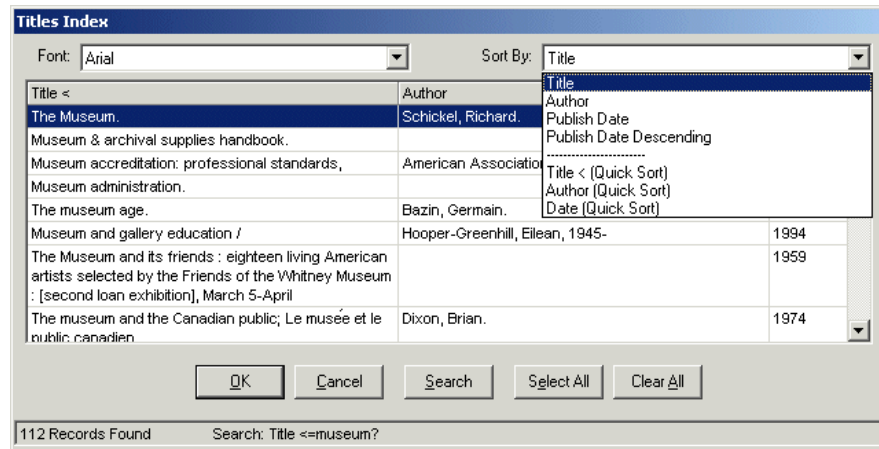 Titles Index
Font: Arial
Sort By: Title
Title <
Author
Title
Author
Publish Date
Publish Date Descending
-----------------------
Title < (Quick Sort)
Author (Quick Sort)
Date (Quick Sort)
The Museum.
Schickel, Richard.
Museum & archival supplies handbook.
Museum accreditation: professional standards,
American Association
Museum administration.
The museum age.
Bazin, Germain.
Museum and gallery education /
Hooper-Greenhill, Eilean, 1945-
1994
The Museum and its friends : eighteen living American
artists selected by the Friends of the Whitney Museum
: [second loan exhibition], March 5-April
1959
The museum and the Canadian public; Le musée et le
public canadien
Dixon, Brian.
1974
OK
Cancel
Search
Select All
Clear All
112 Records Found
Search: Title <=museum?